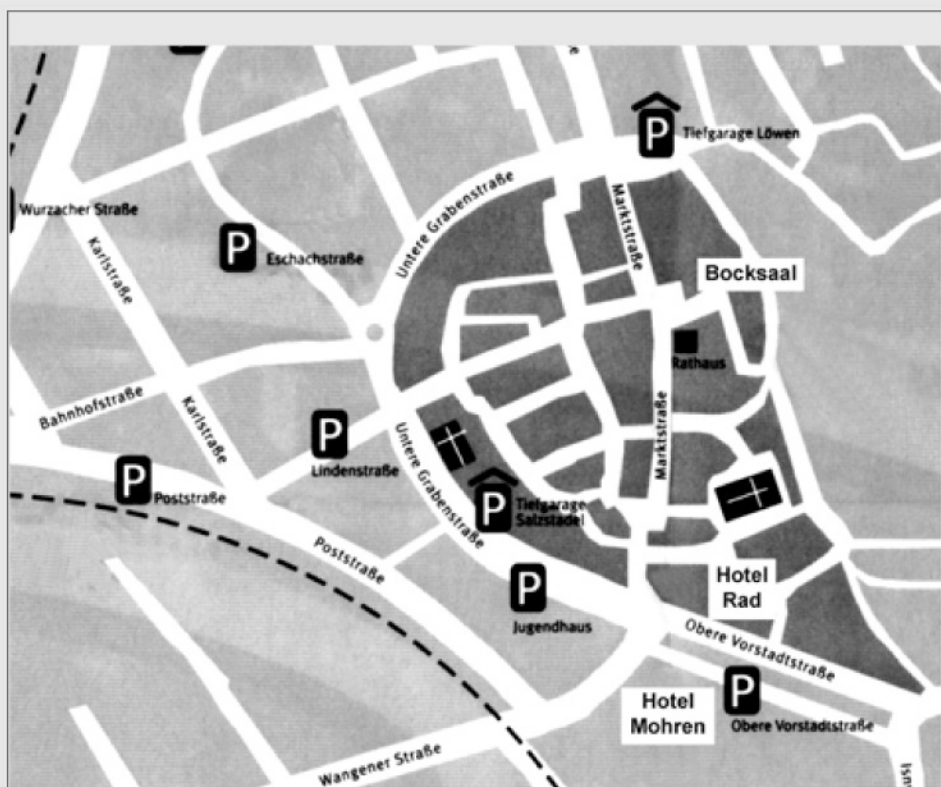 P
Tiefgarage Löwen
Wurzacher Straße
Untere Grabenstraße
Marktstraße
P
Eschachstraße
Karlstraße
Bocksaal
Rathaus
Bahnhofstraße
Karlstraße
P
Lindenstraße
Untere Grabenstraße
Marktstraße
P
Poststraße
P
Tiefgarage
Salzstadel
Poststraße
P
Jugendhaus
Hotel
Rad
Obere Vorstadtstraße
Hotel
Mohren
P
Obere Vorstadtstraße
Wangener Straße